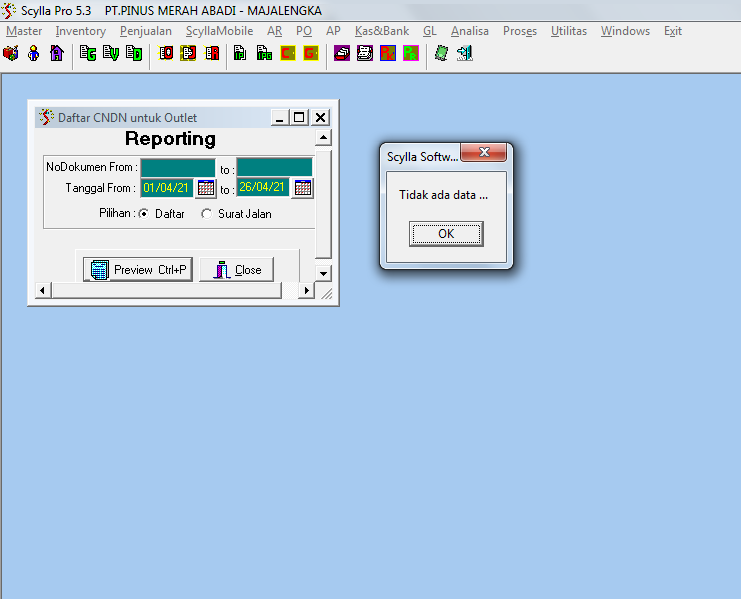 Scylla Pro 5.3 PT.PINUS MERAH ABADI - MAJALENGKA
Master Inventory Penjualan ScyllaMobile AR PO AP Kas&Bank GL Analisa Proses Utilitas Windows Exit
Daftar CNDN untuk Outlet
Reporting
NoDokumen From : to :
Tanggal From : 01/04/21 to : 26/04/21
Pilihan : Daftar Surat Jalan
Preview Ctrl+P Close
Scylla Softw...
Tidak ada data ...
OK